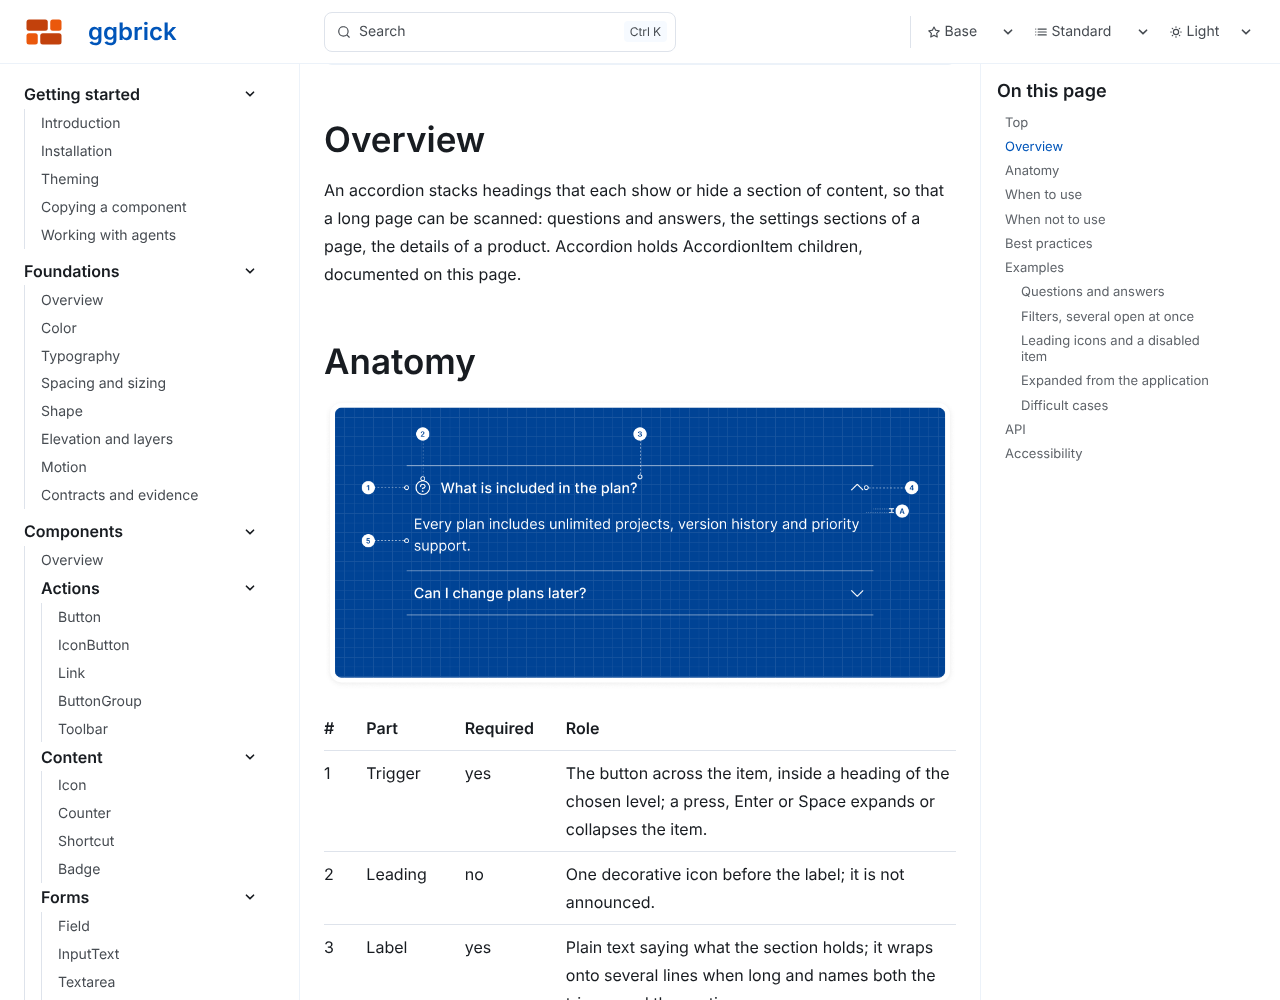 ggbrick
Search
Ctrl K
Base
Standard
Light
Getting started
Introduction
Installation
Theming
Copying a component
Working with agents
Foundations
Overview
Color
Typography
Spacing and sizing
Shape
Elevation and layers
Motion
Contracts and evidence
Components
Overview
Actions
Button
IconButton
Link
ButtonGroup
Toolbar
Content
Icon
Counter
Shortcut
Badge
Forms
Field
InputText
Textarea
Overview
An accordion stacks headings that each show or hide a section of content, so that
a long page can be scanned: questions and answers, the settings sections of a
page, the details of a product. Accordion holds AccordionItem children,
documented on this page.
Anatomy
2
3
1
What is included in the plan?
4
A
Every plan includes unlimited projects, version history and priority
5
support.
Can I change plans later?
# Part Required Role
1 Trigger yes The button across the item, inside a heading of the
chosen level; a press, Enter or Space expands or
collapses the item.
2 Leading no One decorative icon before the label; it is not
announced.
3 Label yes Plain text saying what the section holds; it wraps
onto several lines when long and names both the
On this page
Top
Overview
Anatomy
When to use
When not to use
Best practices
Examples
Questions and answers
Filters, several open at once
Leading icons and a disabled
item
Expanded from the application
Difficult cases
API
Accessibility